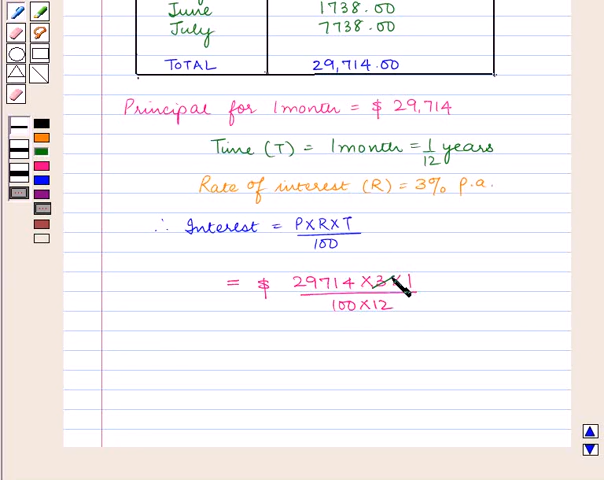 June 1738.00
July 7738.00
TOTAL 29,714.00
Principal for 1 month = $ 29,714
Time (T) = 1 month = 1/12 years
Rate of interest (R) = 3% p.a.
∴ Interest = P×R×T/100
= $ 29714×3×1/100×12